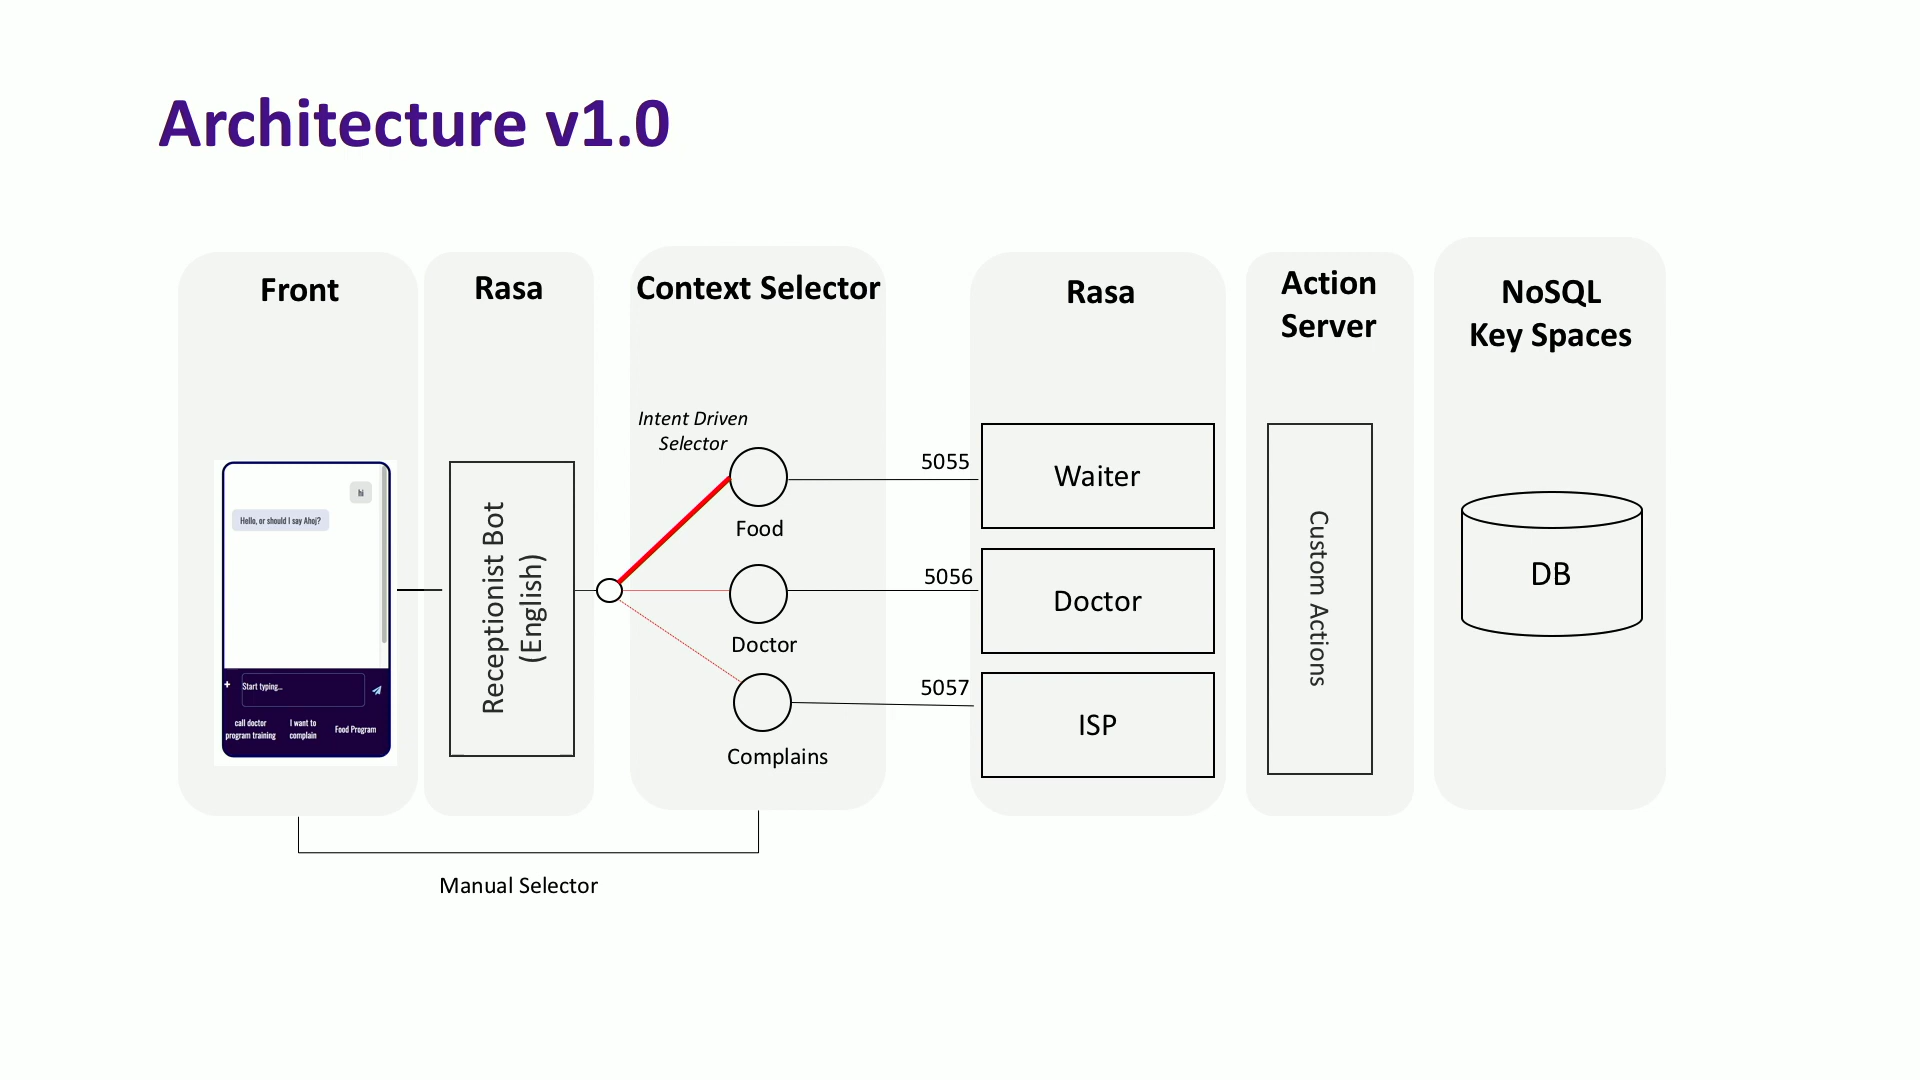 Architecture v1.0
Front
hi
Hello, or should I say Ahoj?
+
Start typing...
call doctor
program training
I want to
complain
Food Program
Rasa
Receptionist Bot
(English)
Context Selector
Intent Driven
Selector
Food
Doctor
Complains
5055
5056
5057
Rasa
Waiter
Doctor
ISP
Action
Server
Custom Actions
NoSQL
Key Spaces
DB
Manual Selector